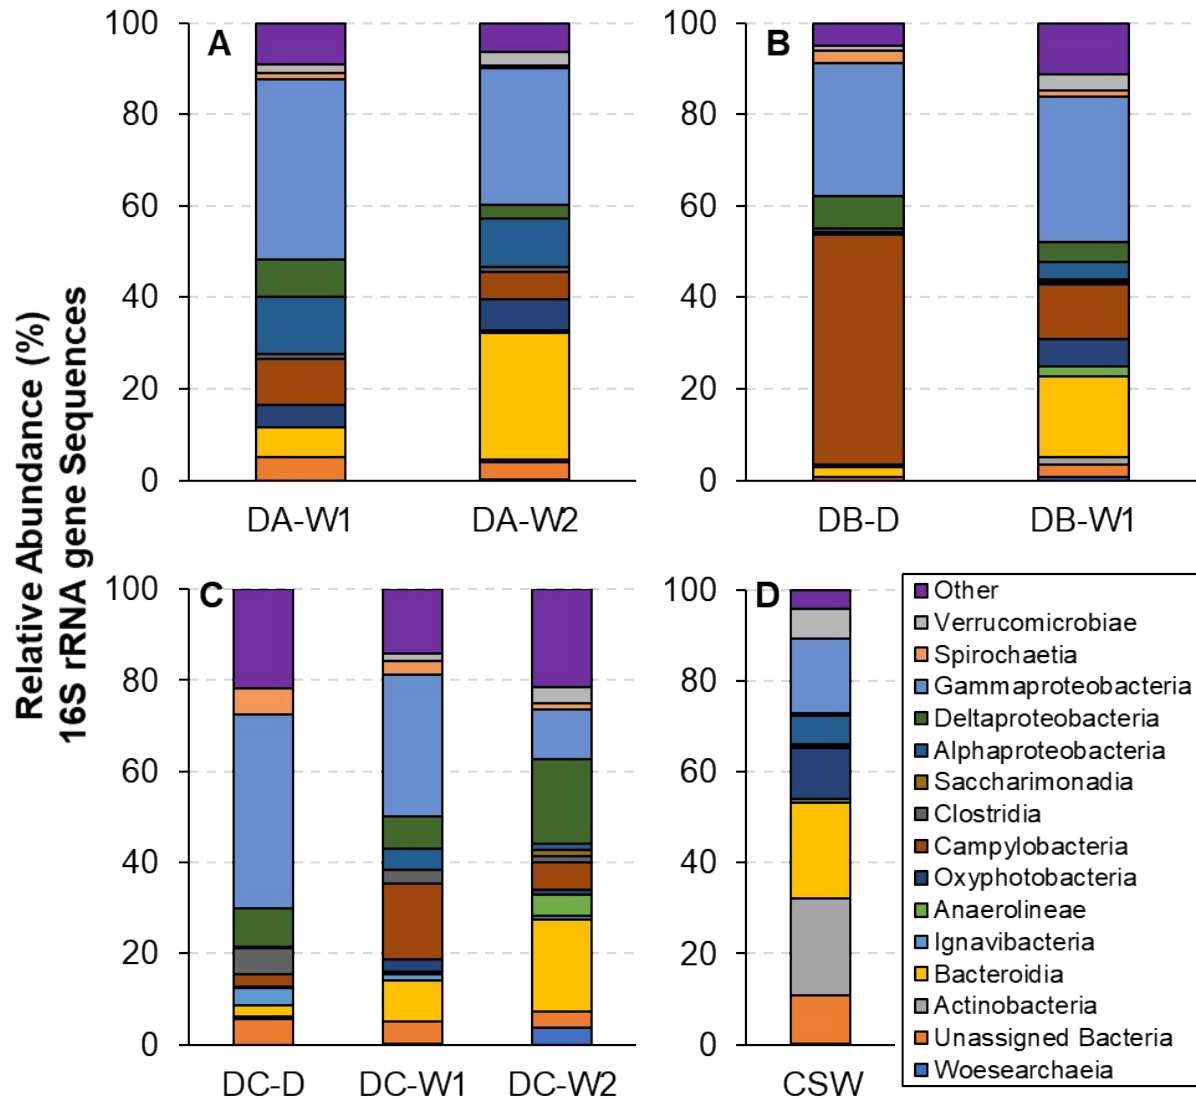 Relative Abundance (%)
16S rRNA gene Sequences
A
100
80
60
40
20
0
DA-W1 DA-W2
B
100
80
60
40
20
0
DB-D DB-W1
C
100
80
60
40
20
0
DC-D DC-W1 DC-W2
D
100
80
60
40
20
0
CSW
Other
Verrucomicrobiae
Spirochaetia
Gammaproteobacteria
Deltaproteobacteria
Alphaproteobacteria
Saccharimonadia
Clostridia
Campylobacteria
Oxyphotobacteria
Anaerolineae
Ignavibacteria
Bacteroidia
Actinobacteria
Unassigned Bacteria
Woesearchaeia